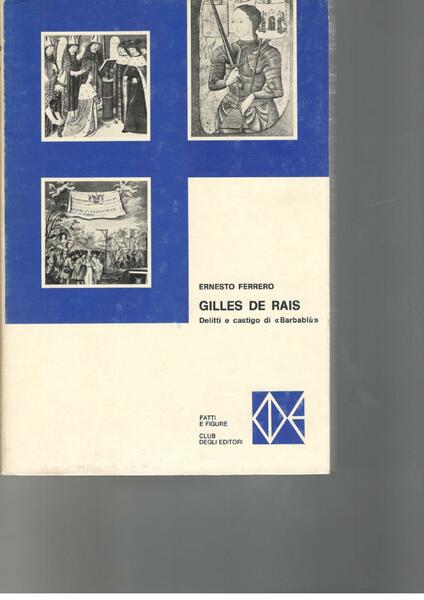 ERNESTO FERRERO
GILLES DE RAIS
Delitti e castigo di «Barbablù»
FATTI
E FIGURE
CLUB
DEGLI EDITORI